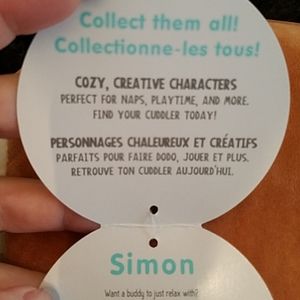 Collect them all!
Collectionne-les tous!
COZY, CREATIVE CHARACTERS
PERFECT FOR NAPS, PLAYTIME, AND MORE.
FIND YOUR CUDDLER TODAY!
PERSONNAGES CHALEUREUX ET CRÉATIFS
PARFAITS POUR FAIRE DODO, JOUER ET PLUS.
RETROUVE TON CUDDLER AUJOURD'HUI.
Simon
Want a buddy to just relax with?